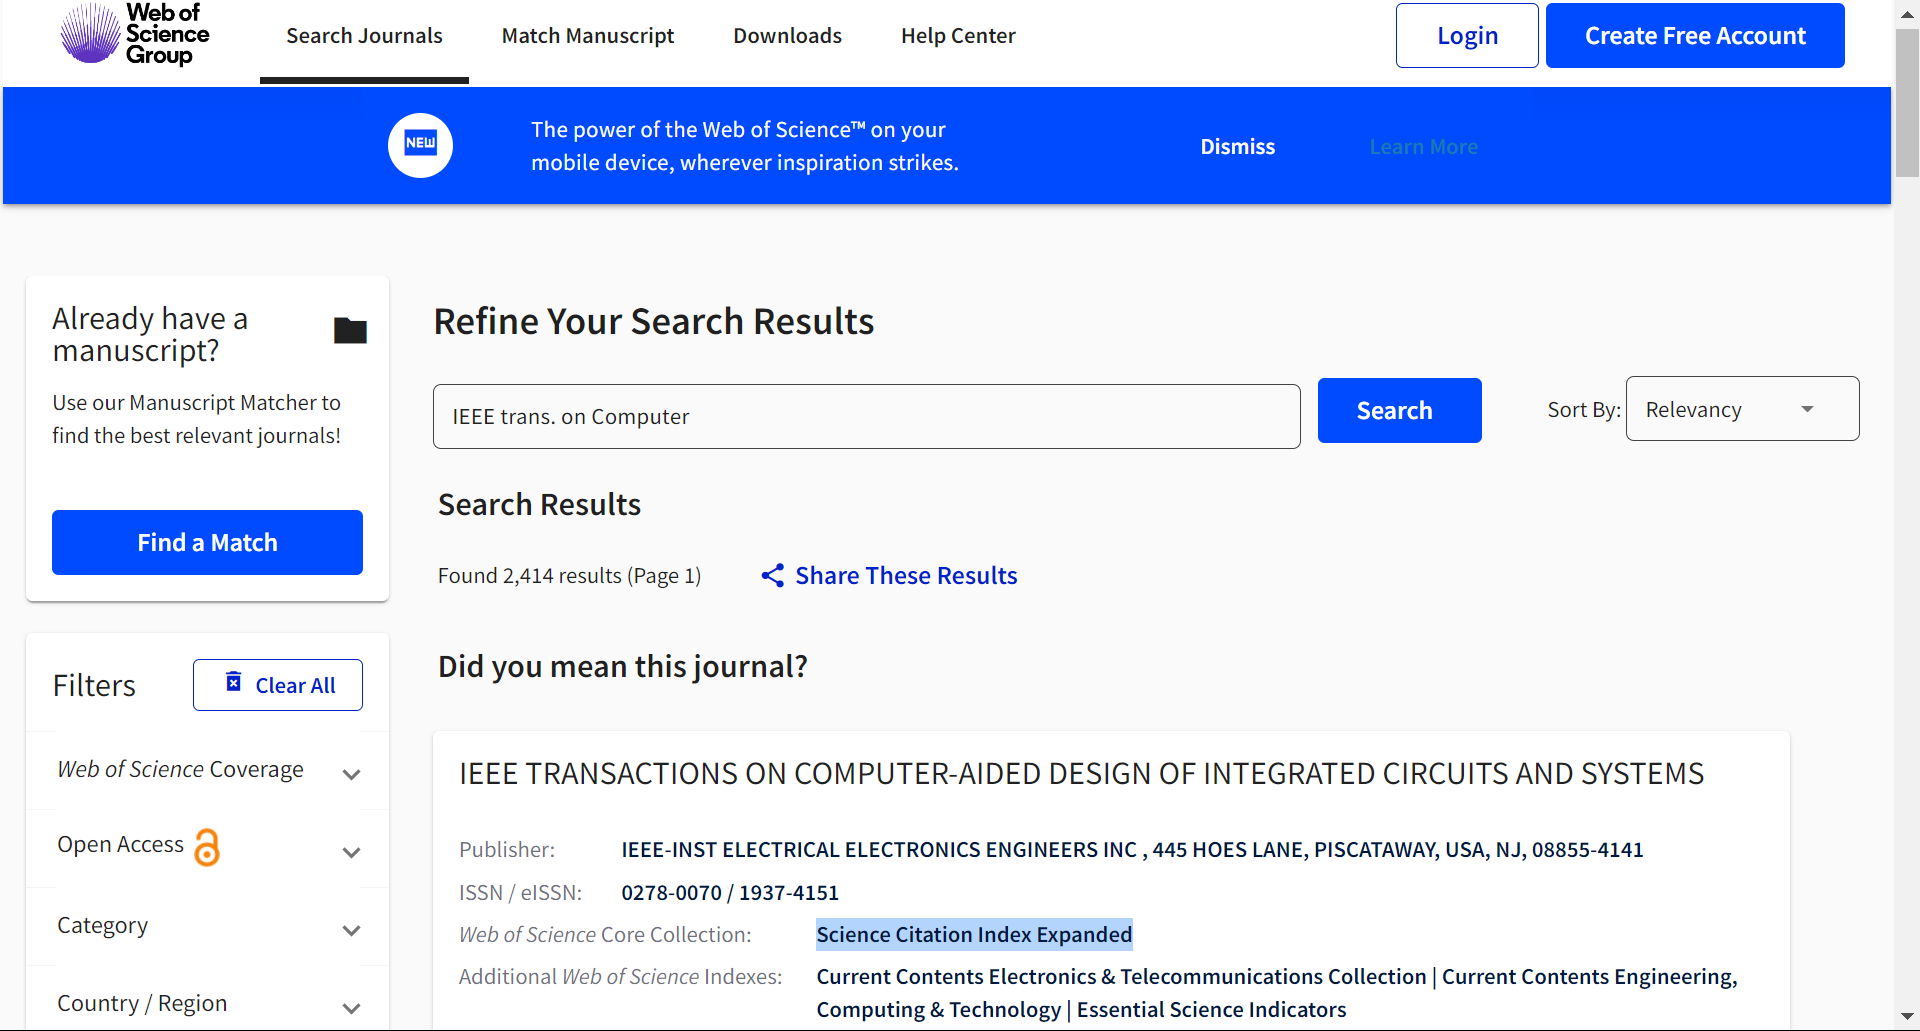 Web of
Science
Group
Search Journals
Match Manuscript
Downloads
Help Center
Login
Create Free Account
NEW
The power of the Web of Science™ on your
mobile device, wherever inspiration strikes.
Dismiss
Learn More
Already have a
manuscript?
Use our Manuscript Matcher to
find the best relevant journals!
Find a Match
Filters
Clear All
Web of Science Coverage
Open Access
Category
Country / Region
Refine Your Search Results
IEEE trans. on Computer
Search
Sort By:
Relevancy
Search Results
Found 2,414 results (Page 1)
Share These Results
Did you mean this journal?
IEEE TRANSACTIONS ON COMPUTER-AIDED DESIGN OF INTEGRATED CIRCUITS AND SYSTEMS
Publisher: IEEE-INST ELECTRICAL ELECTRONICS ENGINEERS INC , 445 HOES LANE, PISCATAWAY, USA, NJ, 08855-4141
ISSN / eISSN: 0278-0070 / 1937-4151
Web of Science Core Collection: Science Citation Index Expanded
Additional Web of Science Indexes: Current Contents Electronics & Telecommunications Collection | Current Contents Engineering,
Computing & Technology | Essential Science Indicators